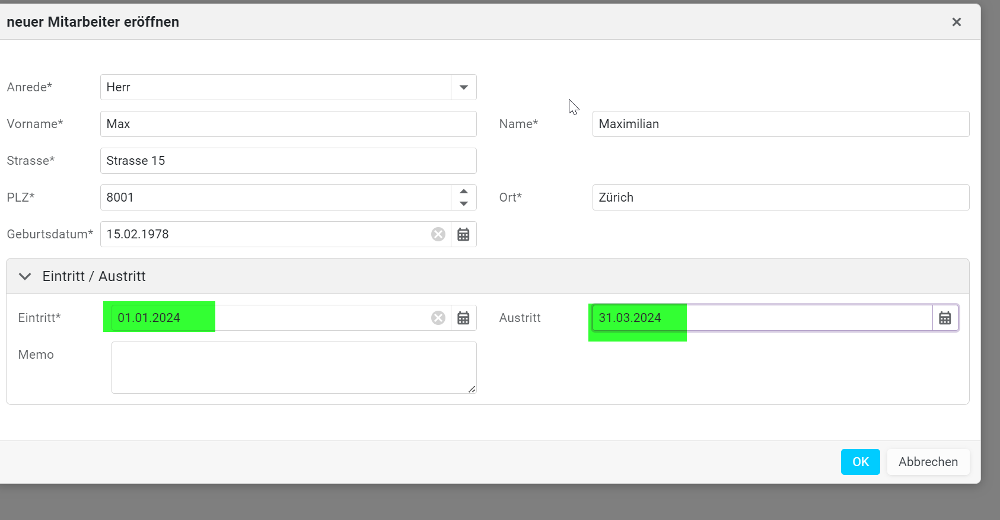 neuer Mitarbeiter eröffnen
Anrede* Herr
Vorname* Max Name* Maximilian
Strasse* Strasse 15
PLZ* 8001 Ort* Zürich
Geburtsdatum* 15.02.1978
Eintritt / Austritt
Eintritt* 01.01.2024 Austritt 31.03.2024
Memo
OK Abbrechen